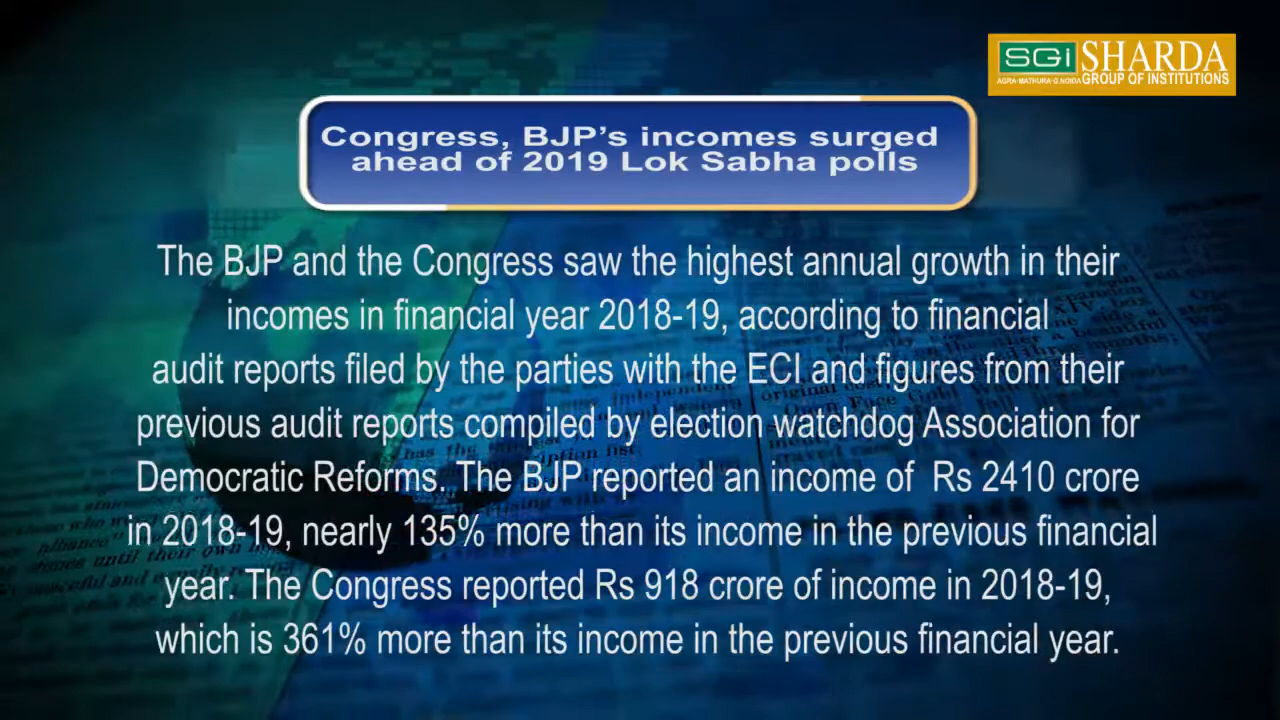 SGI SHARDA
AGRA-MATHURA-G.NOIDA GROUP OF INSTITUTIONS
Congress, BJP’s incomes surged
ahead of 2019 Lok Sabha polls
The BJP and the Congress saw the highest annual growth in their
incomes in financial year 2018-19, according to financial
audit reports filed by the parties with the ECI and figures from their
previous audit reports compiled by election watchdog Association for
Democratic Reforms. The BJP reported an income of Rs 2410 crore
in 2018-19, nearly 135% more than its income in the previous financial
year. The Congress reported Rs 918 crore of income in 2018-19,
which is 361% more than its income in the previous financial year.